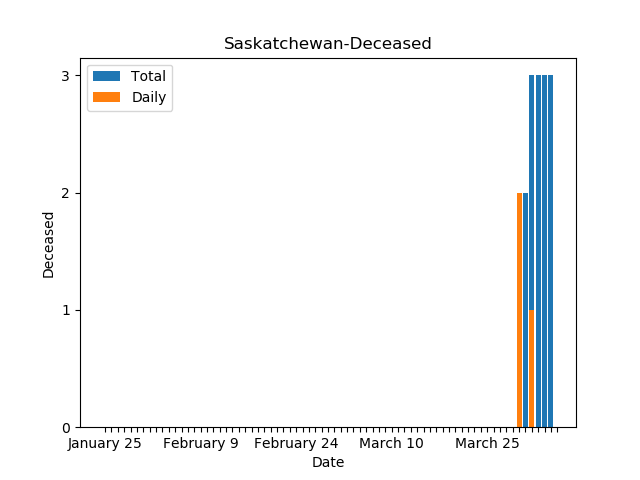 Saskatchewan-Deceased
Total
Daily
3
2
1
0
Deceased
January 25 February 9 February 24 March 10 March 25
Date